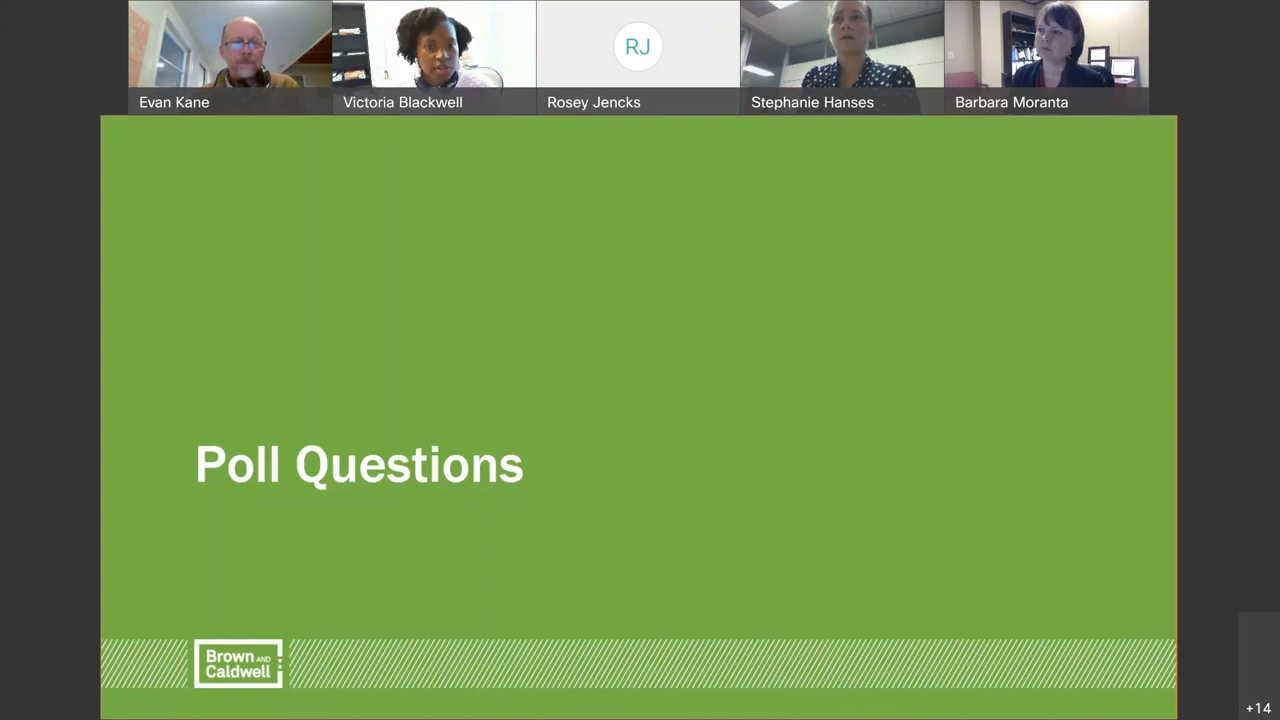 RJ
Evan Kane
Victoria Blackwell
Rosey Jencks
Stephanie Hanses
Barbara Moranta
Poll Questions
Brown AND
Caldwell
+14